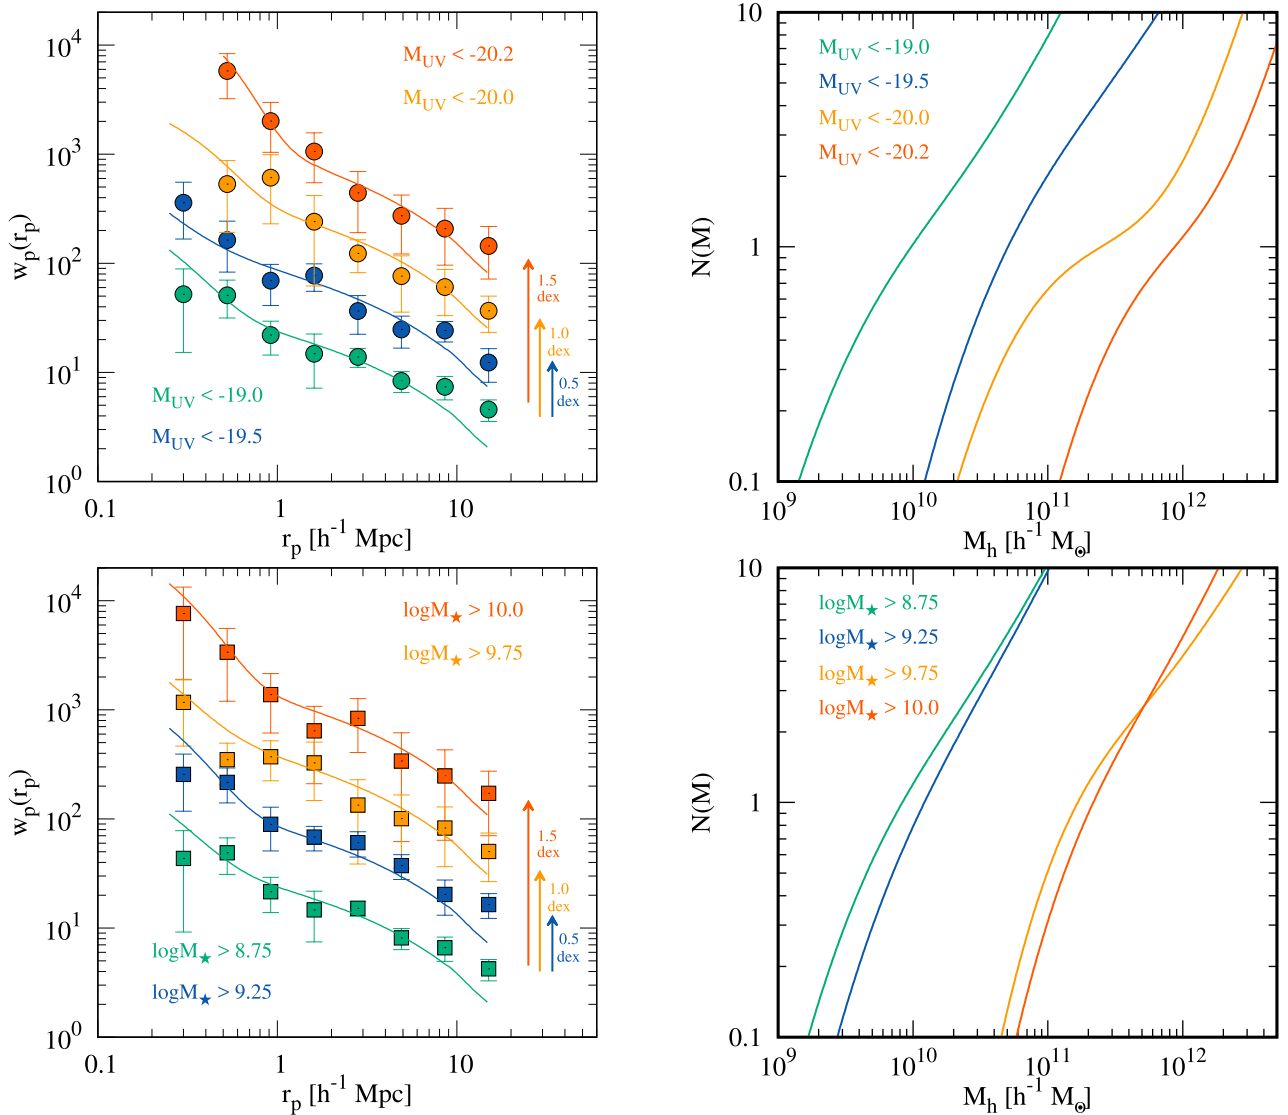 10^4
10^3
10^2
10^1
10^0
w_p(r_p)
M_UV < -20.2
M_UV < -20.0
M_UV < -19.0
M_UV < -19.5
1.5
dex
1.0
dex
0.5
dex
0.1
1
10
r_p [h^-1 Mpc]
10
1
0.1
N(M)
M_UV < -19.0
M_UV < -19.5
M_UV < -20.0
M_UV < -20.2
10^9
10^10
10^11
10^12
M_h [h^-1 M_⊙]
10^4
10^3
10^2
10^1
10^0
w_p(r_p)
logM_★ > 10.0
logM_★ > 9.75
logM_★ > 8.75
logM_★ > 9.25
1.5
dex
1.0
dex
0.5
dex
0.1
1
10
r_p [h^-1 Mpc]
10
1
0.1
N(M)
logM_★ > 8.75
logM_★ > 9.25
logM_★ > 9.75
logM_★ > 10.0
10^9
10^10
10^11
10^12
M_h [h^-1 M_⊙]